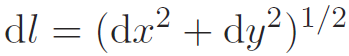 dl = (dx² + dy²)^{1/2}